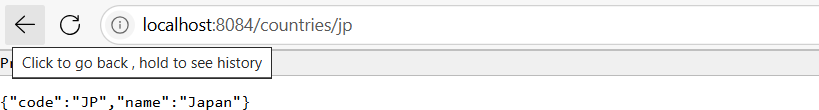 localhost:8084/countries/jp
Click to go back , hold to see history
{"code":"JP","name":"Japan"}